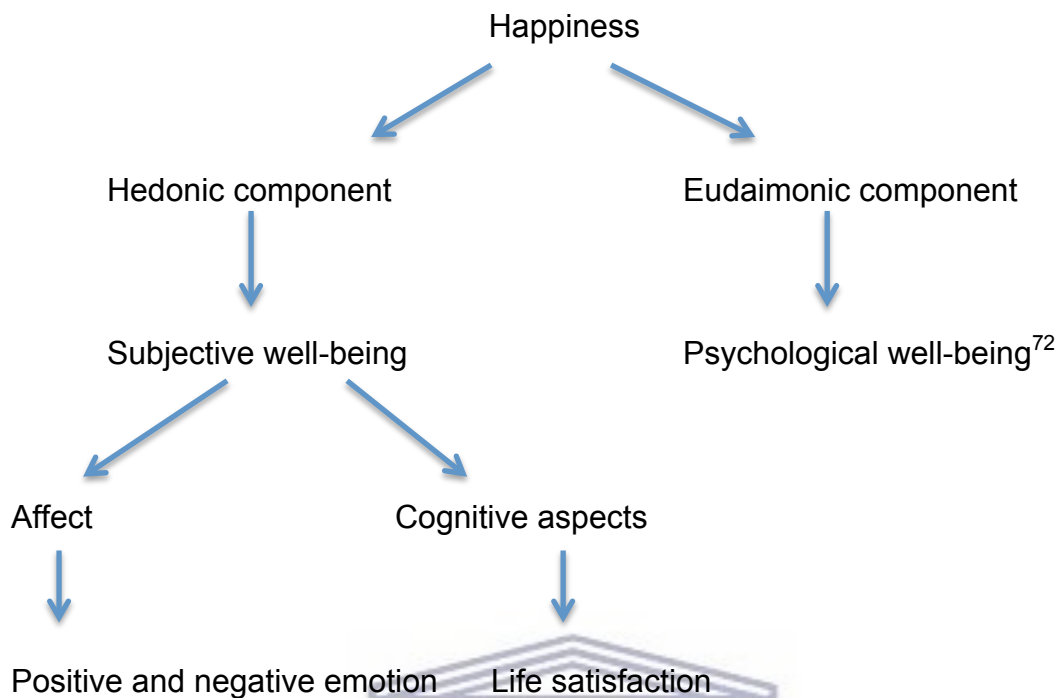 Happiness
Hedonic component Eudaimonic component
Subjective well-being Psychological well-being72
Affect Cognitive aspects
Positive and negative emotion Life satisfaction